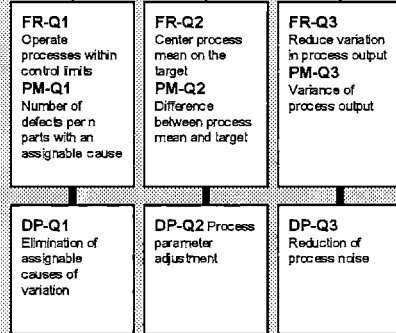 FR-Q1
Operate
processes within
control limits
PM-Q1
Number of
defects per n
parts with an
assignable cause
FR-Q2
Center process
mean on the
target
PM-Q2
Difference
between process
mean and target
FR-Q3
Reduce variation
in process output
PM-Q3
Variance of
process output
DP-Q1
Elimination of
assignable
causes of
variation
DP-Q2 Process
parameter
adjustment
DP-Q3
Reduction of
process noise